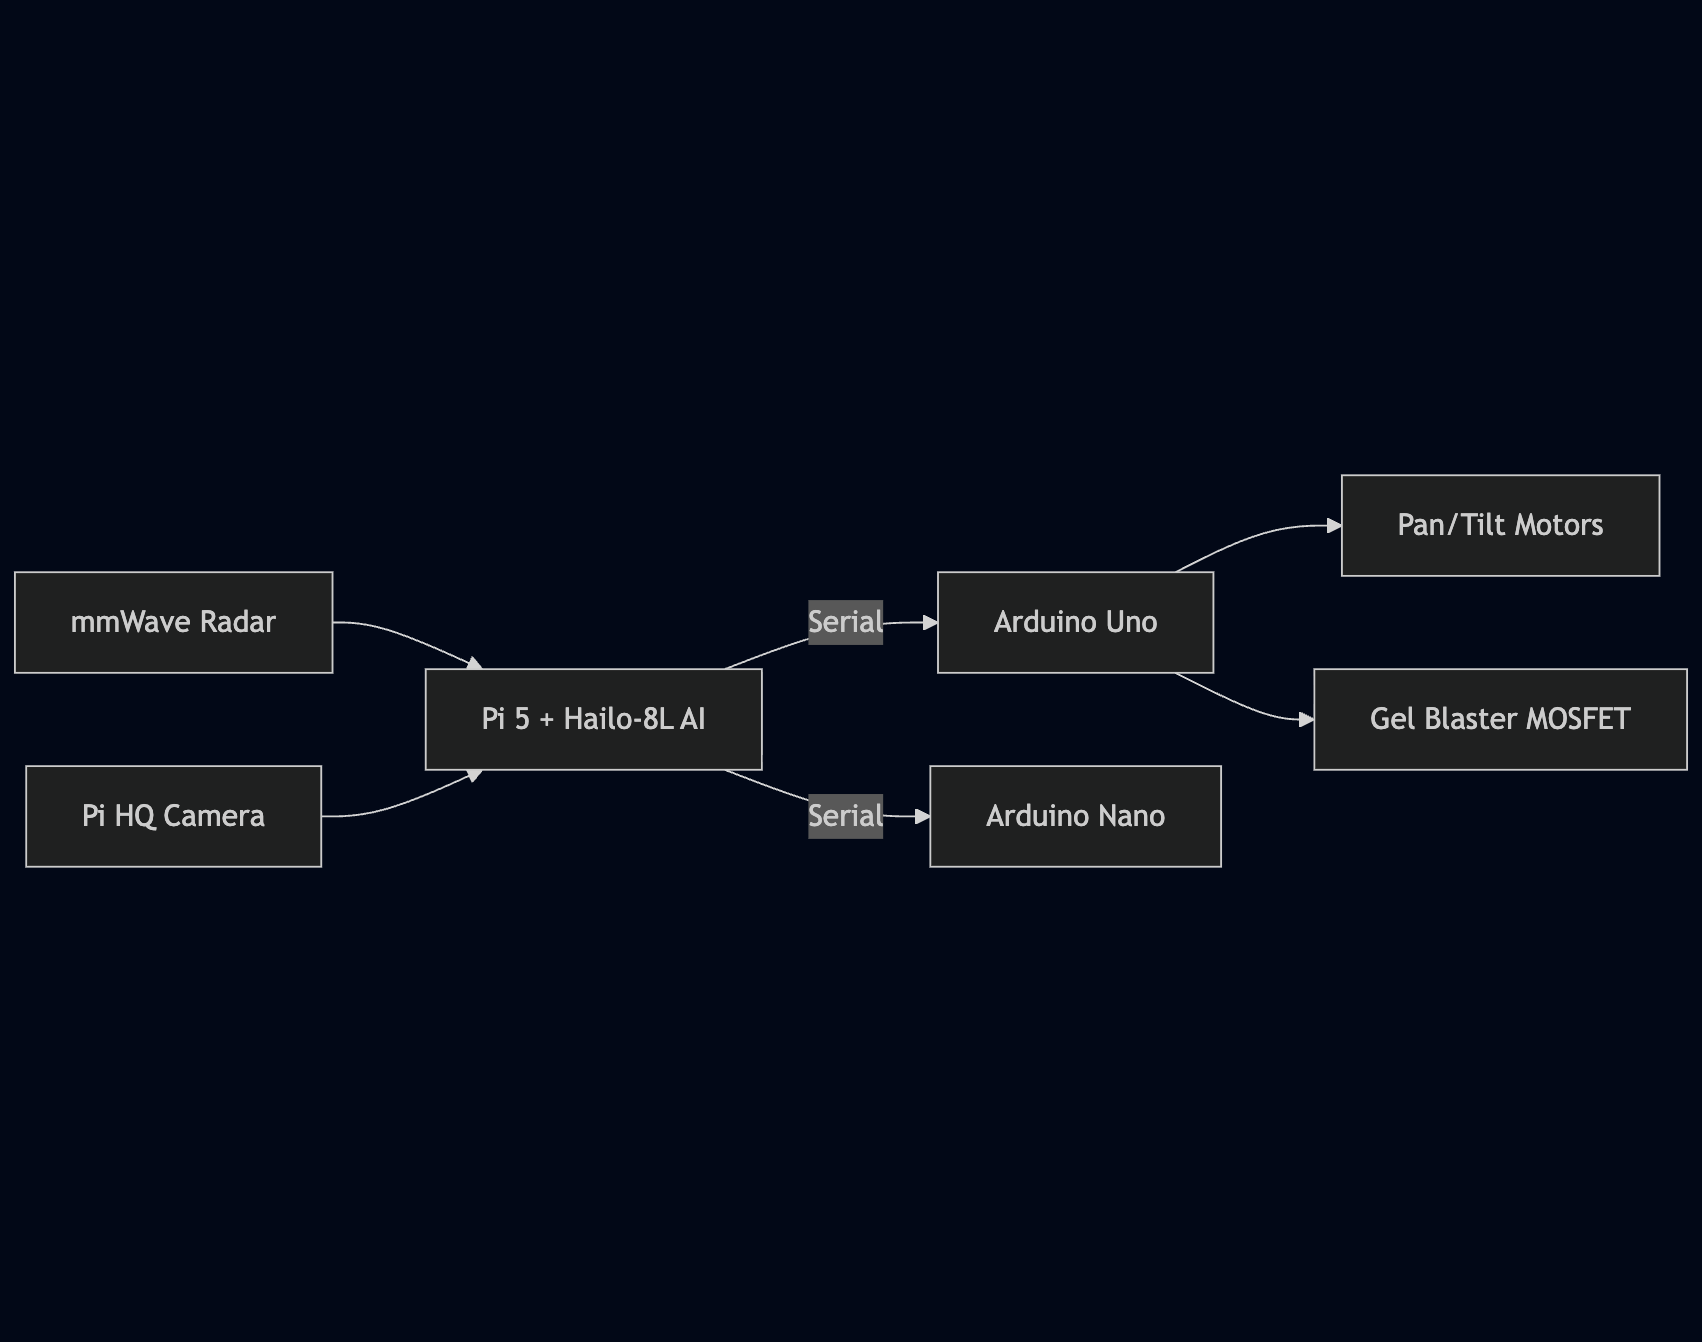 Pan/Tilt Motors
mmWave Radar
Serial
Arduino Uno
Pi 5 + Hailo-8L AI
Gel Blaster MOSFET
Pi HQ Camera
Serial
Arduino Nano